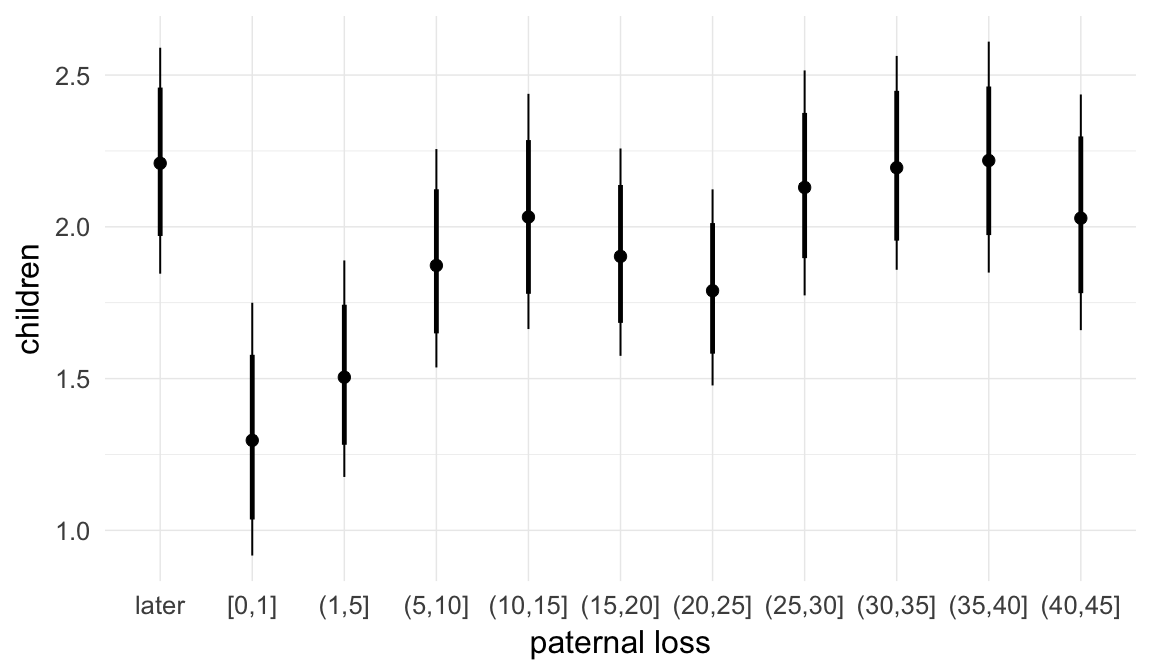 2.5
2.0
1.5
1.0
children
later [0,1] (1,5] (5,10] (10,15] (15,20] (20,25] (25,30] (30,35] (35,40] (40,45]
paternal loss